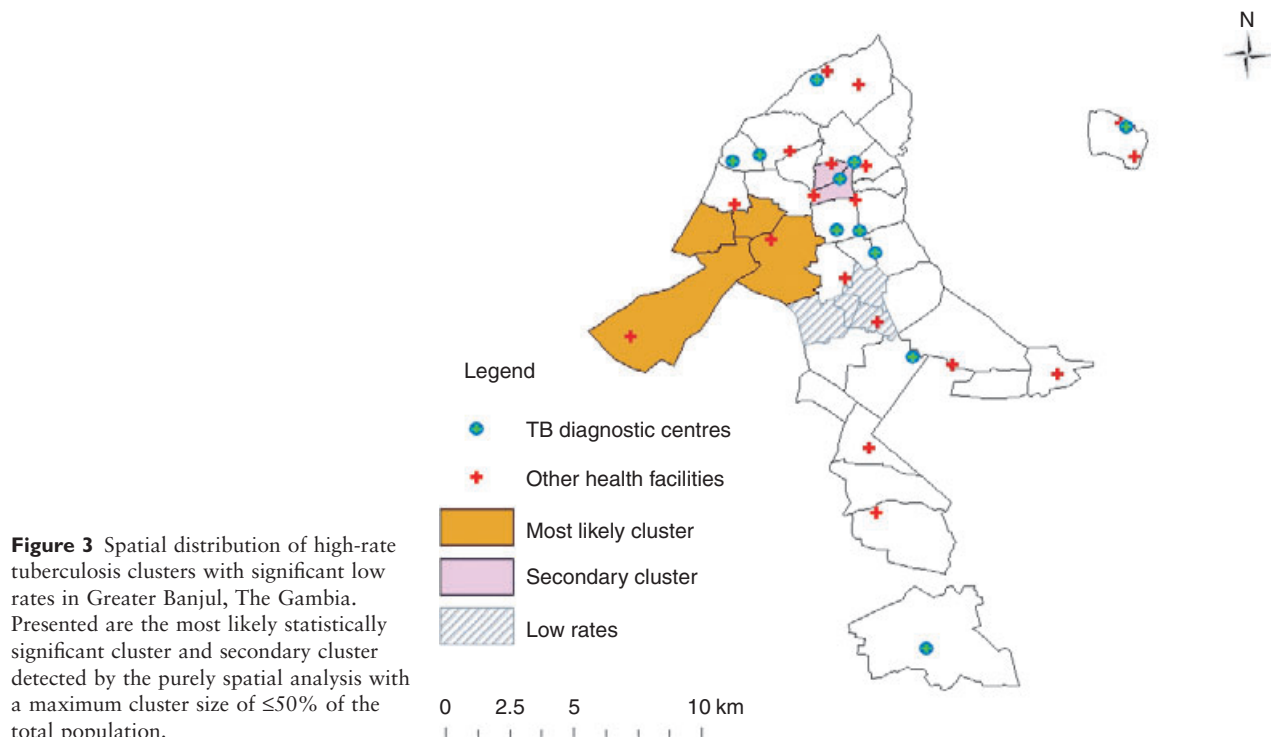 N
Legend
TB diagnostic centres
Other health facilities
Most likely cluster
Secondary cluster
Low rates
0 2.5 5 10 km
Figure 3 Spatial distribution of high-rate
tuberculosis clusters with significant low
rates in Greater Banjul, The Gambia.
Presented are the most likely statistically
significant cluster and secondary cluster
detected by the purely spatial analysis with
a maximum cluster size of ≤50% of the
total population.